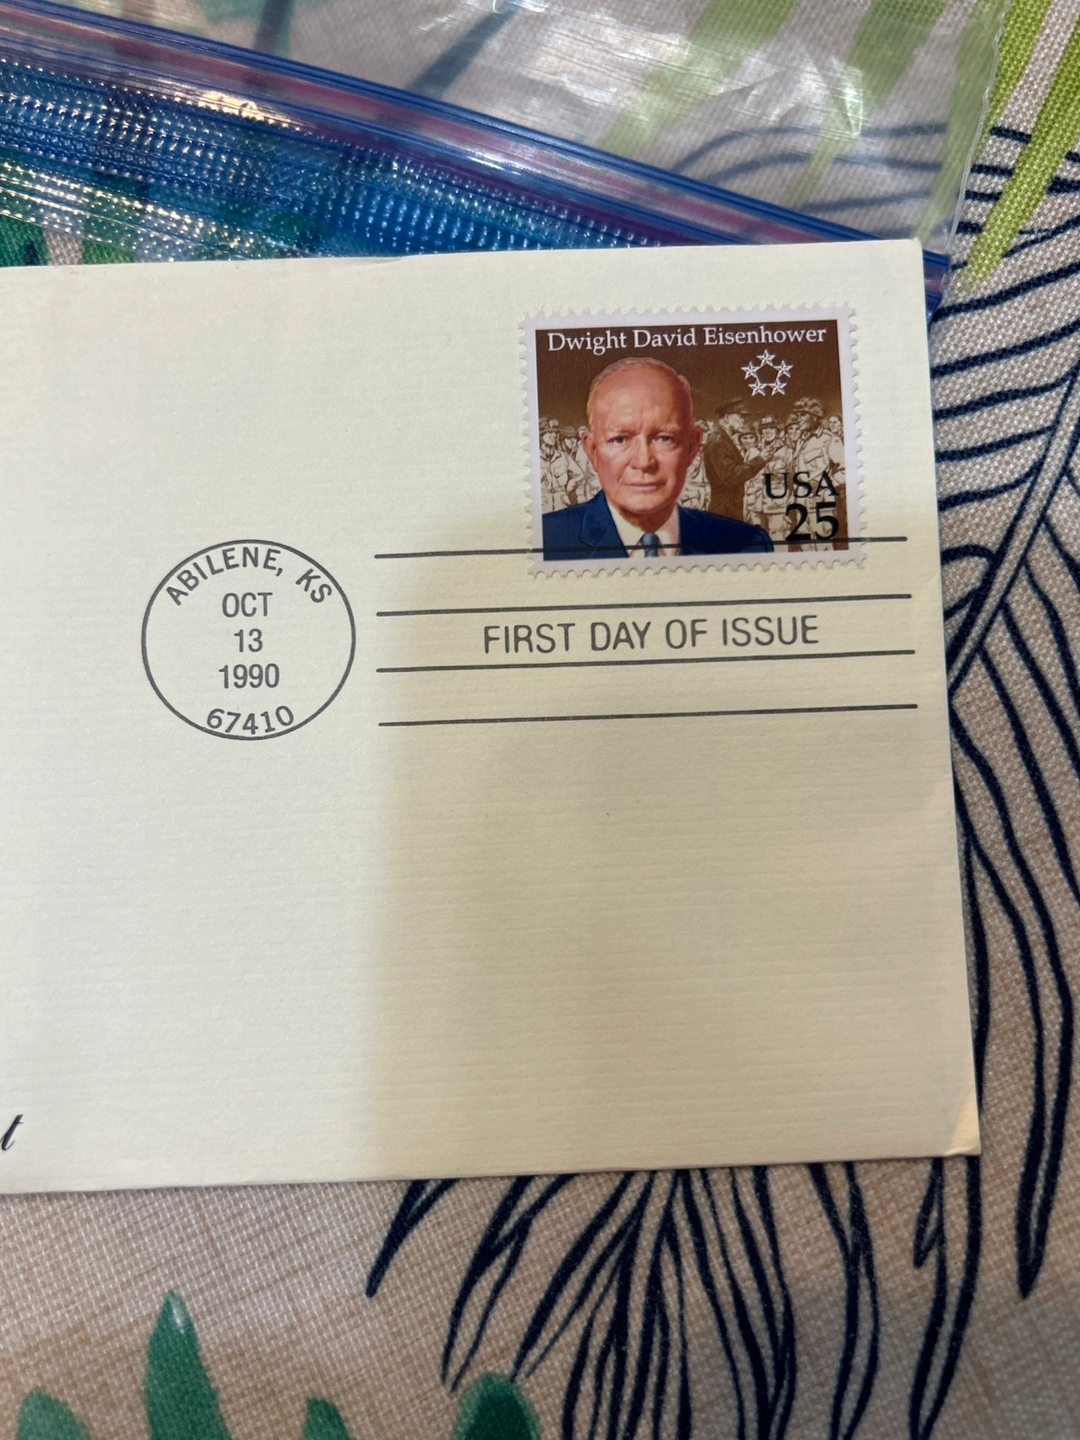 Dwight David Eisenhower
USA
25
ABILENE, KS
OCT
13
1990
67410
FIRST DAY OF ISSUE
t